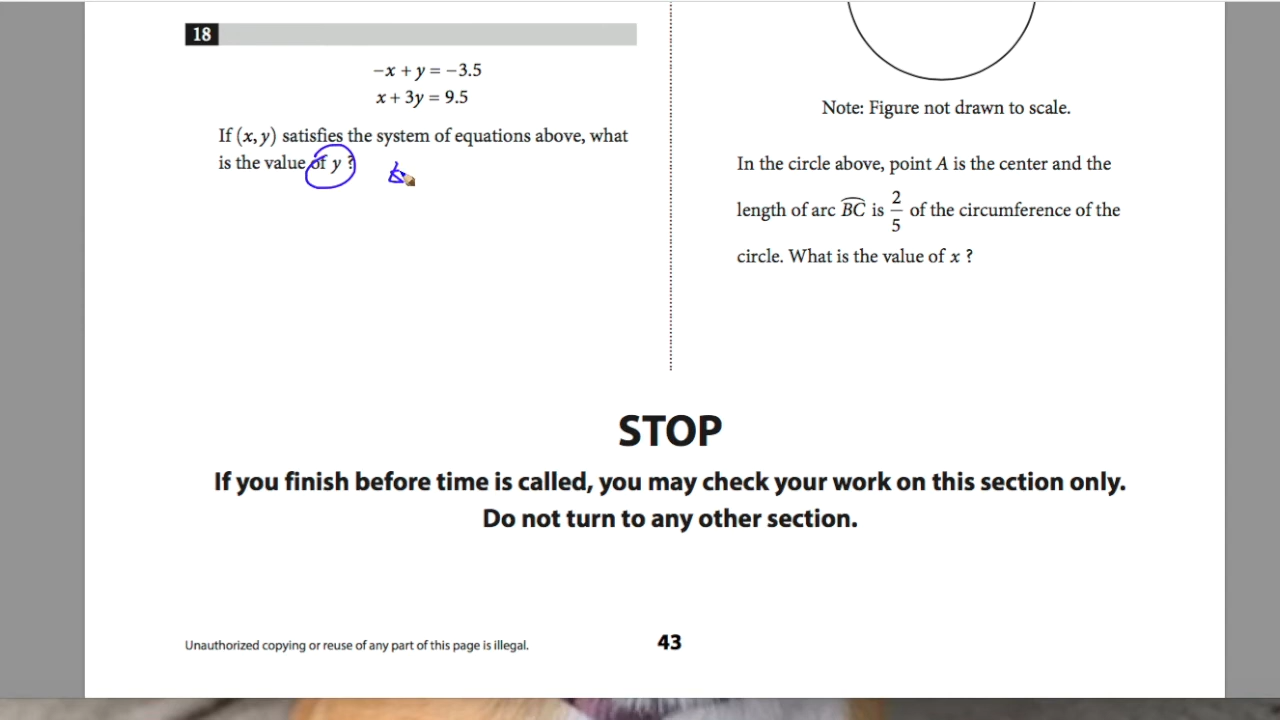 18
−x + y = −3.5
x + 3y = 9.5
If (x, y) satisfies the system of equations above, what
is the value of y ?
Note: Figure not drawn to scale.
In the circle above, point A is the center and the
length of arc BC is 2/5 of the circumference of the
circle. What is the value of x ?
STOP
If you finish before time is called, you may check your work on this section only.
Do not turn to any other section.
Unauthorized copying or reuse of any part of this page is illegal.
43